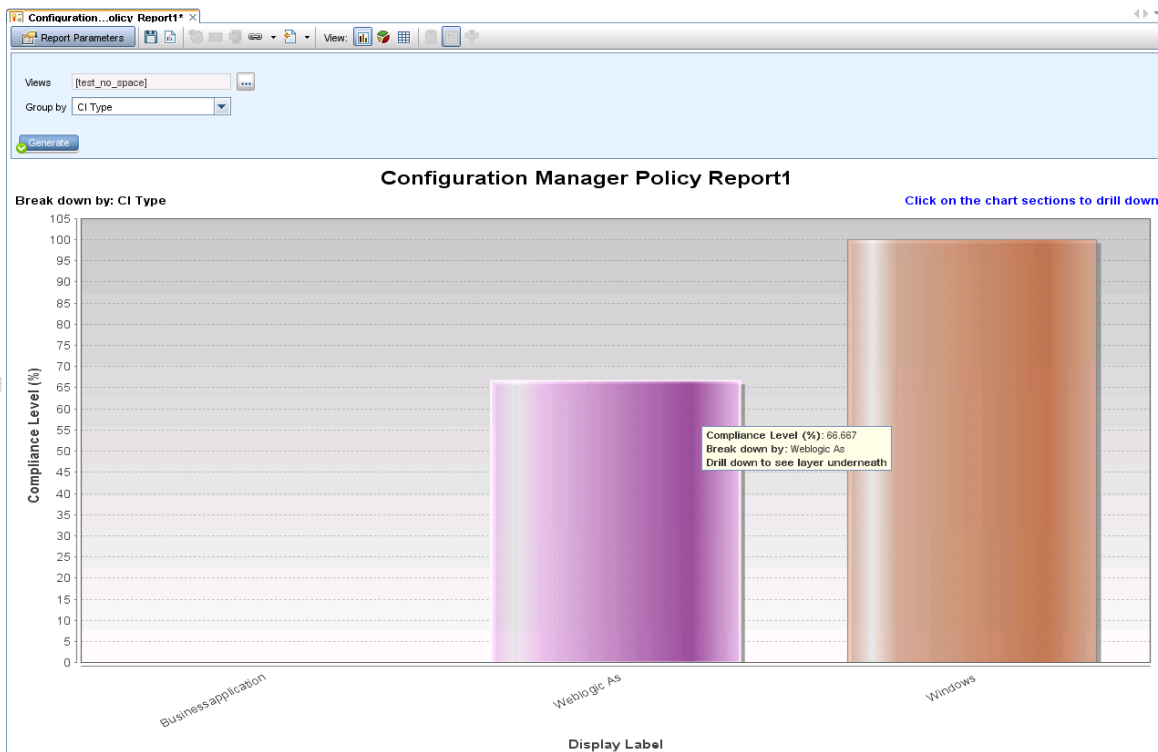 Configuration...olicy Report1* ×
Report Parameters View:
Views [test_no_space] ...
Group by CI Type
Generate
Configuration Manager Policy Report1
Break down by: CI Type Click on the chart sections to drill down
105
100
95
90
85
80
75
70
65
60
55
50
45
40
35
30
25
20
15
10
5
0
Compliance Level (%)
Compliance Level (%): 66.667
Break down by: Weblogic As
Drill down to see layer underneath
Businessapplication
Weblogic As
Windows
Display Label